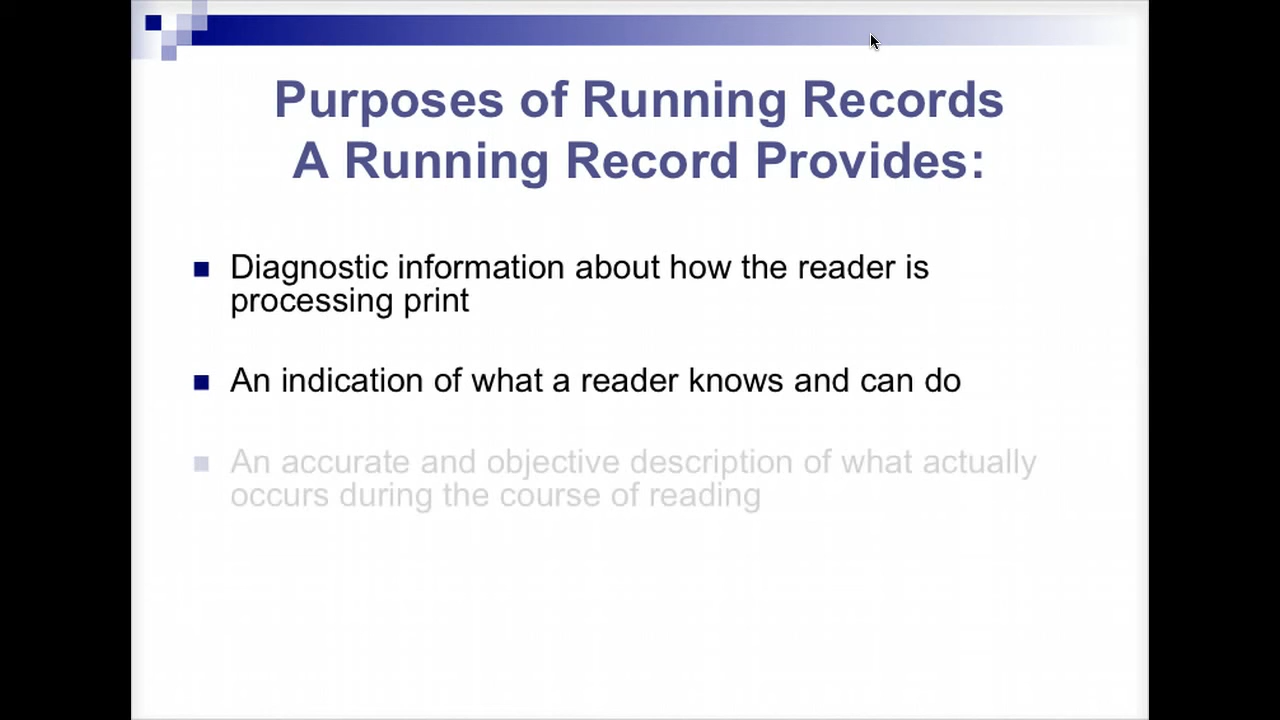 Purposes of Running Records
A Running Record Provides:
Diagnostic information about how the reader is
processing print
An indication of what a reader knows and can do
An accurate and objective description of what actually
occurs during the course of reading